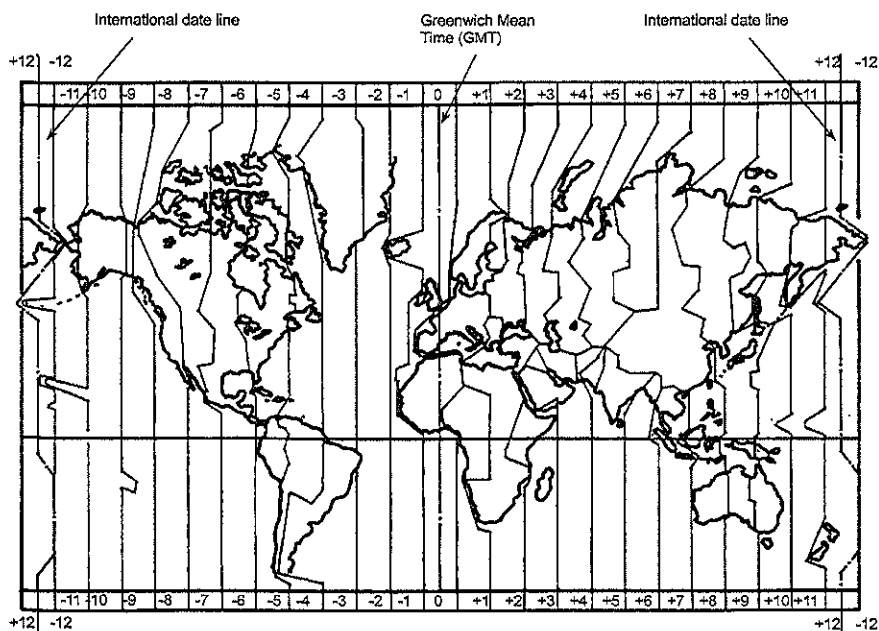 International date line
Greenwich Mean
Time (GMT)
International date line
+12 -12
+12 -12
-11 -10 -9 -8 -7 -6 -5 -4 -3 -2 -1 0 +1 +2 +3 +4 +5 +6 +7 +8 +9 +10 +11
-11 -10 -9 -8 -7 -6 -5 -4 -3 -2 -1 0 +1 +2 +3 +4 +5 +6 +7 +8 +9 +10 +11
+12 -12
+12 -12